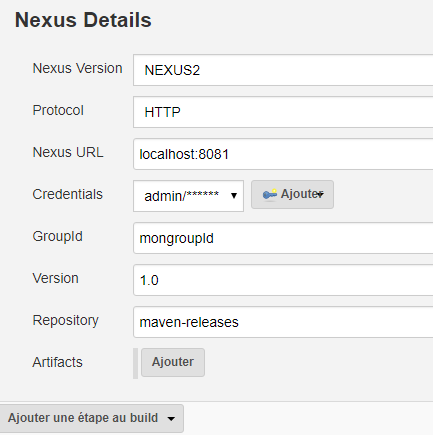 Nexus Details
Nexus Version NEXUS2
Protocol HTTP
Nexus URL localhost:8081
Credentials admin/****** Ajouter
GroupId mongroupId
Version 1.0
Repository maven-releases
Artifacts Ajouter
Ajouter une étape au build